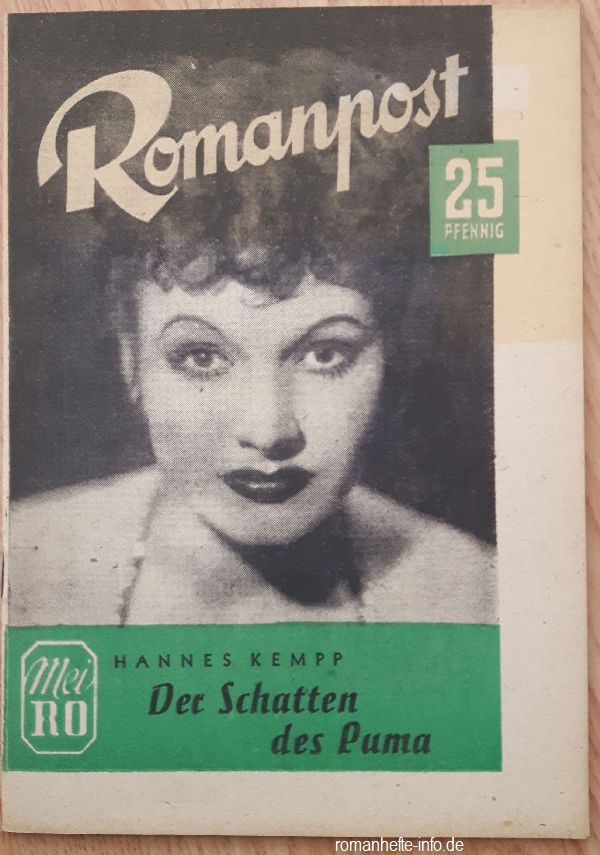 Romanpost
25
PFENNIG
Mei
RO
HANNES KEMPP
Der Schatten
des Puma
romanhefte-info.de